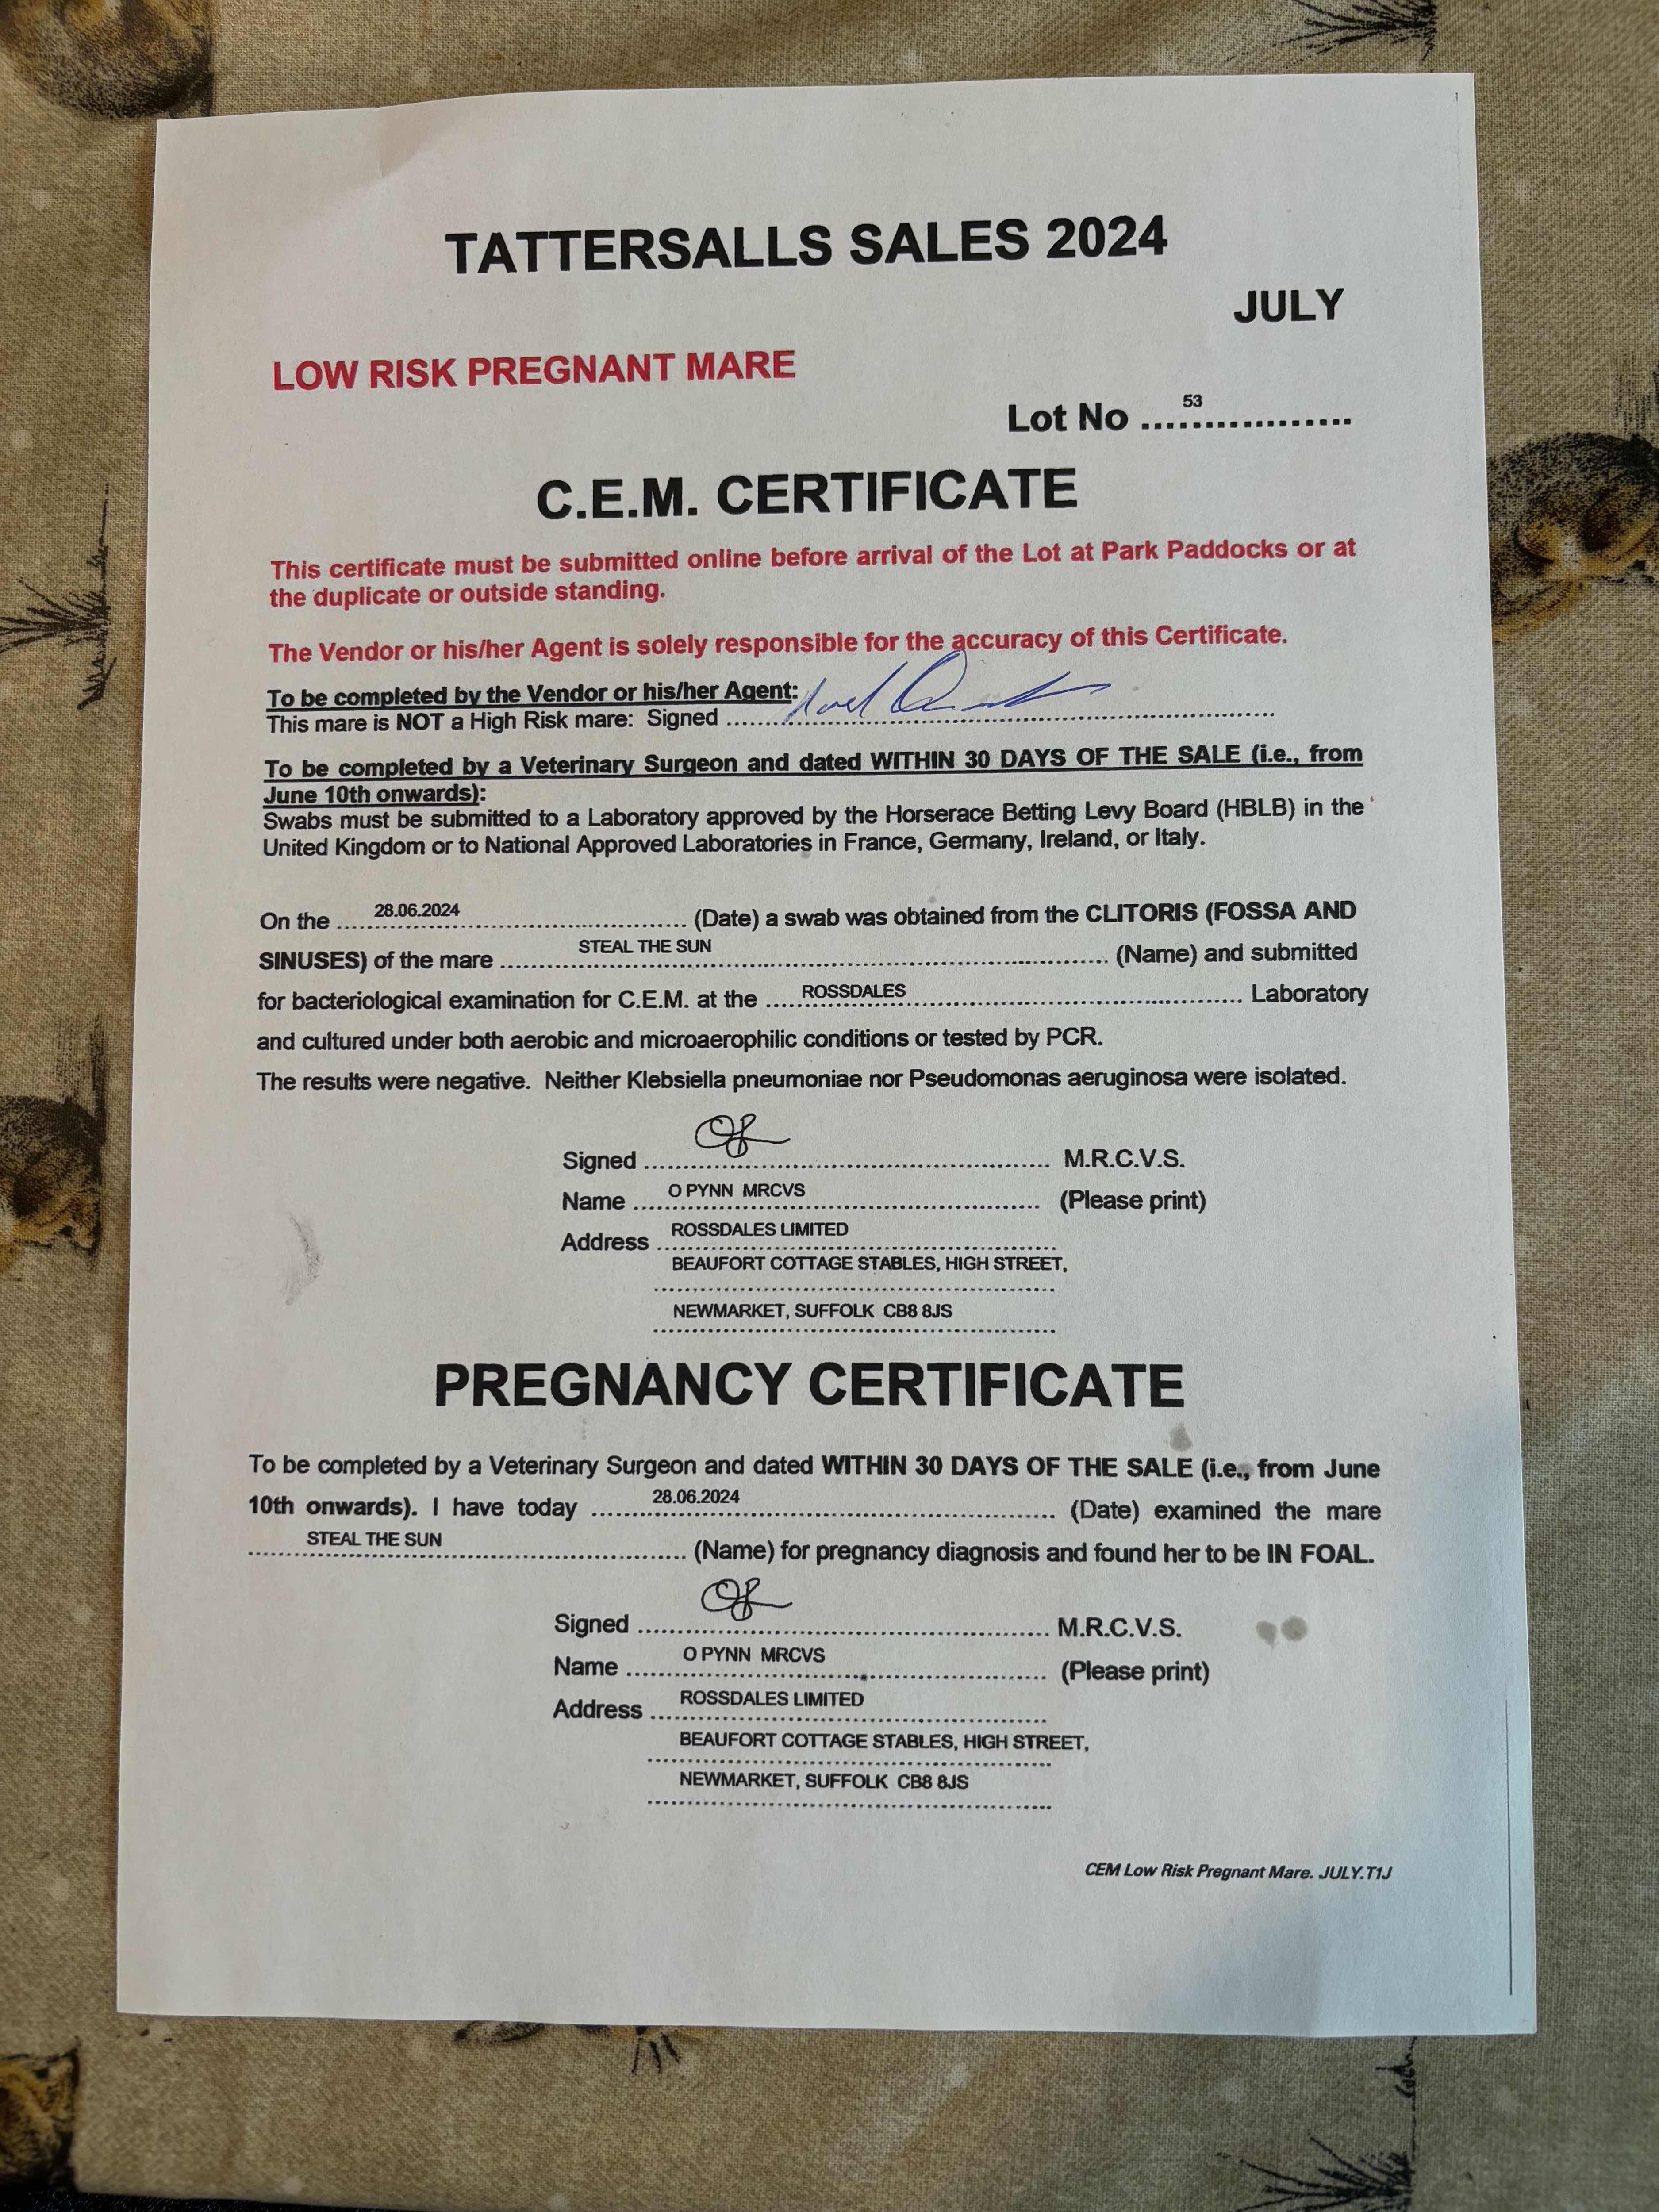 TATTERSALLS SALES 2024
JULY
LOW RISK PREGNANT MARE
53
Lot No ..................
C.E.M. CERTIFICATE
This certificate must be submitted online before arrival of the Lot at Park Paddocks or at
the duplicate or outside standing.
The Vendor or his/her Agent is solely responsible for the accuracy of this Certificate.
To be completed by the Vendor or his/her Agent:
This mare is NOT a High Risk mare: Signed ..................
To be completed by a Veterinary Surgeon and dated WITHIN 30 DAYS OF THE SALE (i.e., from
June 10th onwards):
Swabs must be submitted to a Laboratory approved by the Horserace Betting Levy Board (HBLB) in the
United Kingdom or to National Approved Laboratories in France, Germany, Ireland, or Italy.
On the 28.06.2024 (Date) a swab was obtained from the CLITORIS (FOSSA AND
SINUSES) of the mare STEAL THE SUN (Name) and submitted
for bacteriological examination for C.E.M. at the ROSSDALES Laboratory
and cultured under both aerobic and microaerophilic conditions or tested by PCR.
The results were negative. Neither Klebsiella pneumoniae nor Pseudomonas aeruginosa were isolated.
Signed .................. M.R.C.V.S.
Name O PYNN MRCVS (Please print)
Address ROSSDALES LIMITED
BEAUFORT COTTAGE STABLES, HIGH STREET,
NEWMARKET, SUFFOLK CB8 8JS
PREGNANCY CERTIFICATE
To be completed by a Veterinary Surgeon and dated WITHIN 30 DAYS OF THE SALE (i.e., from June
10th onwards). I have today 28.06.2024 (Date) examined the mare
STEAL THE SUN (Name) for pregnancy diagnosis and found her to be IN FOAL.
Signed .................. M.R.C.V.S.
Name O PYNN MRCVS (Please print)
Address ROSSDALES LIMITED
BEAUFORT COTTAGE STABLES, HIGH STREET,
NEWMARKET, SUFFOLK CB8 8JS
CEM Low Risk Pregnant Mare. JULY.T1J